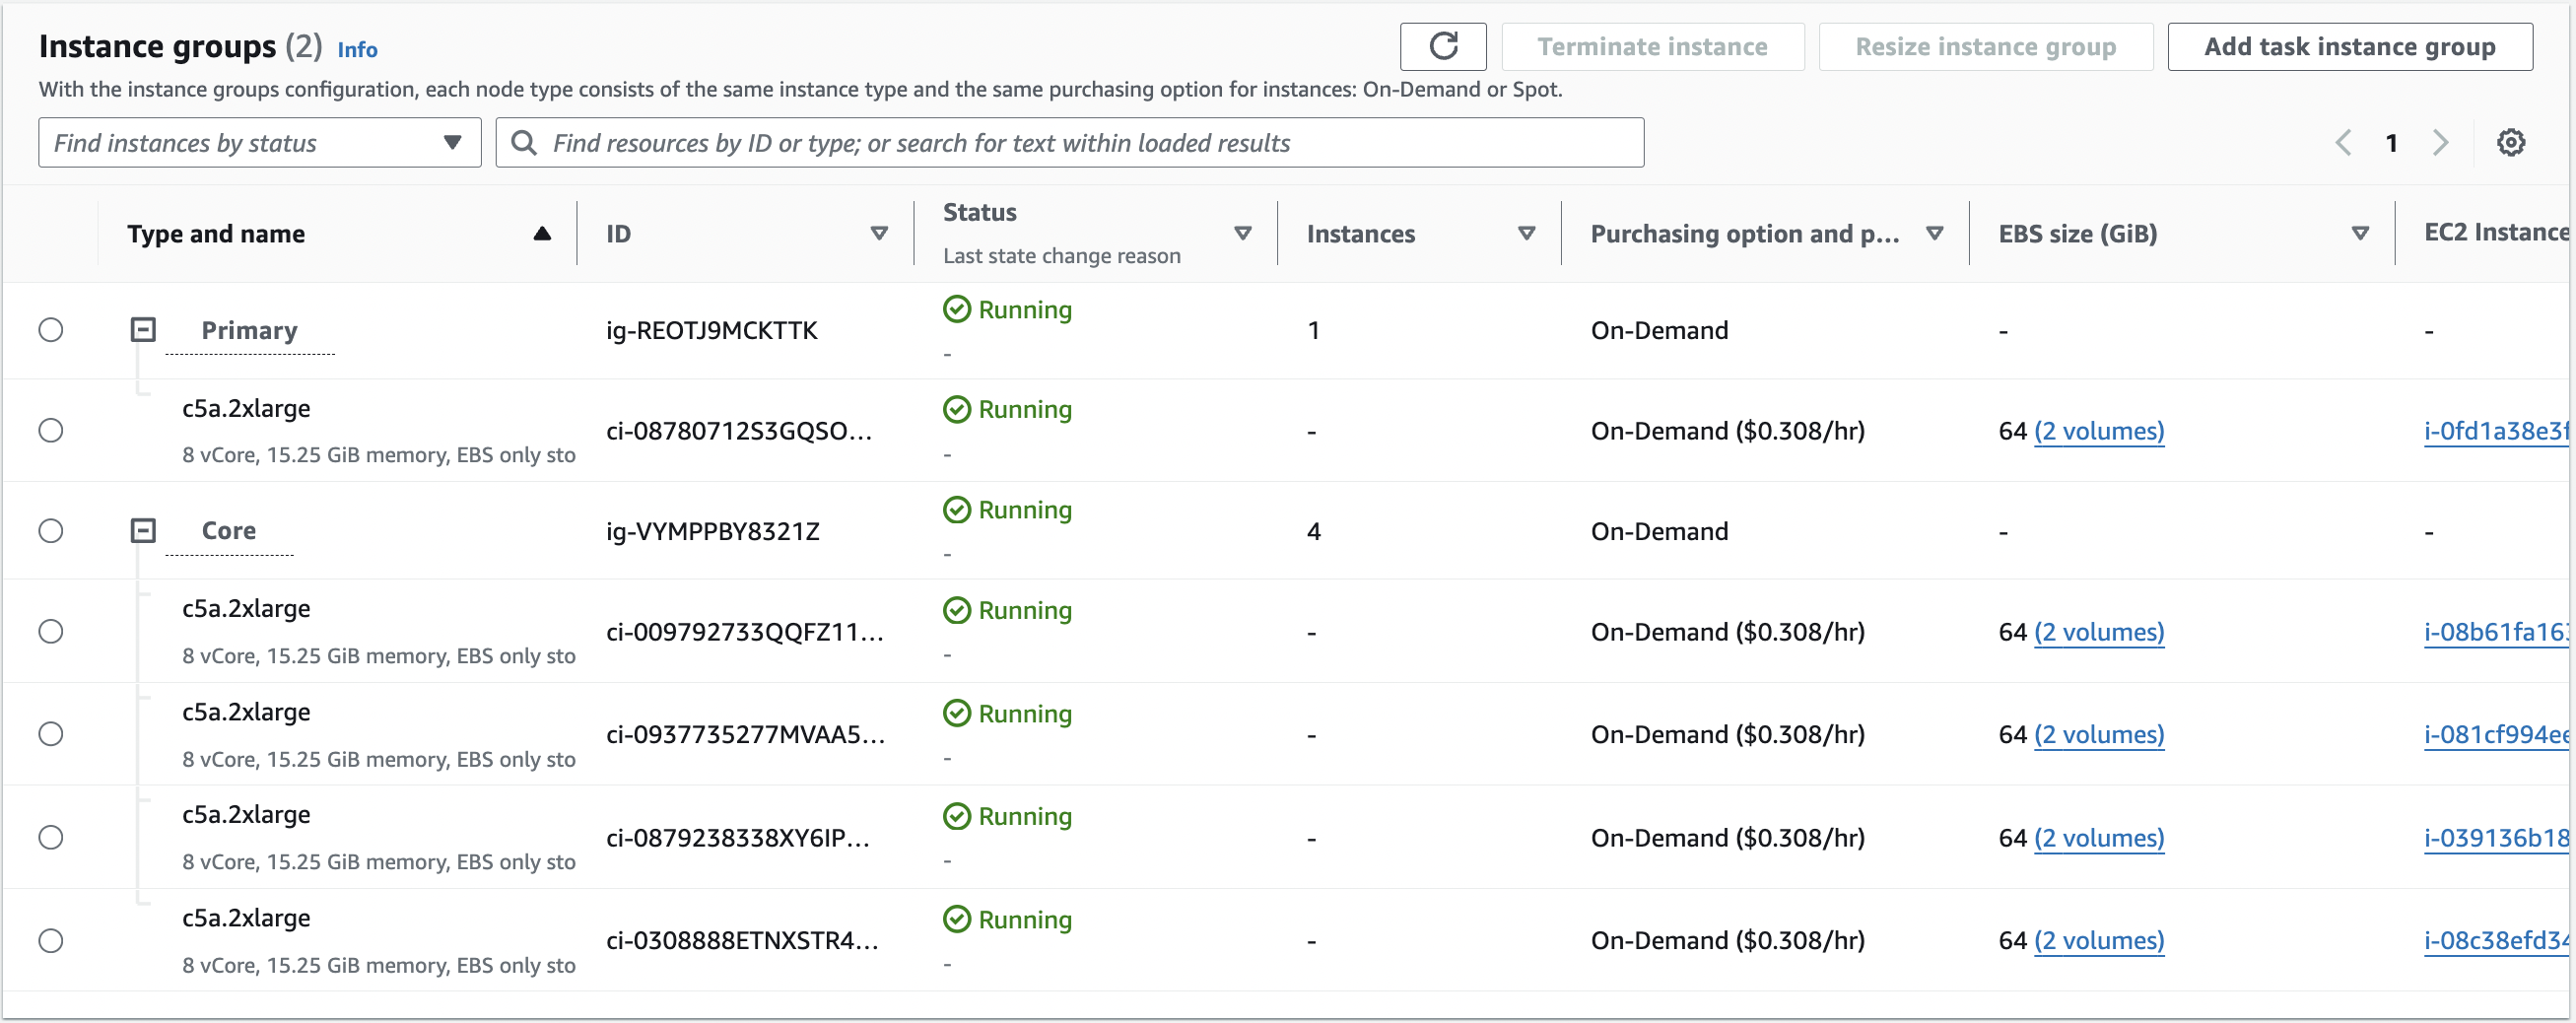 Instance groups (2) Info
Terminate instance
Resize instance group
Add task instance group
With the instance groups configuration, each node type consists of the same instance type and the same purchasing option for instances: On-Demand or Spot.
Find instances by status
Find resources by ID or type; or search for text within loaded results
1
Type and name
ID
Status
Last state change reason
Instances
Purchasing option and p...
EBS size (GiB)
EC2 Instance
Primary
ig-REOTJ9MCKTTK
Running
-
1
On-Demand
-
-
c5a.2xlarge
8 vCore, 15.25 GiB memory, EBS only sto
ci-08780712S3GQSO...
Running
-
-
On-Demand ($0.308/hr)
64 (2 volumes)
i-0fd1a38e3f
Core
ig-VYMPPBY8321Z
Running
-
4
On-Demand
-
-
c5a.2xlarge
8 vCore, 15.25 GiB memory, EBS only sto
ci-009792733QQFZ11...
Running
-
-
On-Demand ($0.308/hr)
64 (2 volumes)
i-08b61fa163
c5a.2xlarge
8 vCore, 15.25 GiB memory, EBS only sto
ci-0937735277MVAA5...
Running
-
-
On-Demand ($0.308/hr)
64 (2 volumes)
i-081cf994ee
c5a.2xlarge
8 vCore, 15.25 GiB memory, EBS only sto
ci-0879238338XY6IP...
Running
-
-
On-Demand ($0.308/hr)
64 (2 volumes)
i-039136b18
c5a.2xlarge
8 vCore, 15.25 GiB memory, EBS only sto
ci-0308888ETNXSTR4...
Running
-
-
On-Demand ($0.308/hr)
64 (2 volumes)
i-08c38efd34